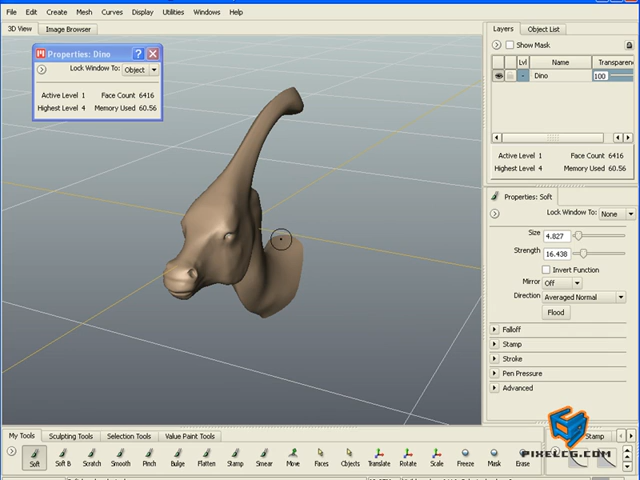 File Edit Create Mesh Curves Display Utilities Windows Help
3D View Image Browser
Properties: Dino
Lock Window To: Object
Active Level 1 Face Count 6416
Highest Level 4 Memory Used 60.56
Layers Object List
Show Mask
Lvl Name Transparen
Dino 100
Active Level 1 Face Count 6416
Highest Level 4 Memory Used 60.56
Properties: Soft
Lock Window To: None
Size 4.827
Strength 16.438
Invert Function
Mirror Off
Direction Averaged Normal
Flood
Falloff
Stamp
Stroke
Pen Pressure
Advanced
My Tools Sculpting Tools Selection Tools Value Paint Tools
Stamp
Soft Soft B Scratch Smooth Pinch Bulge Flatten Stamp Smear Move Faces Objects Translate Rotate Scale Freeze Mask Erase
PIXELCG.COM